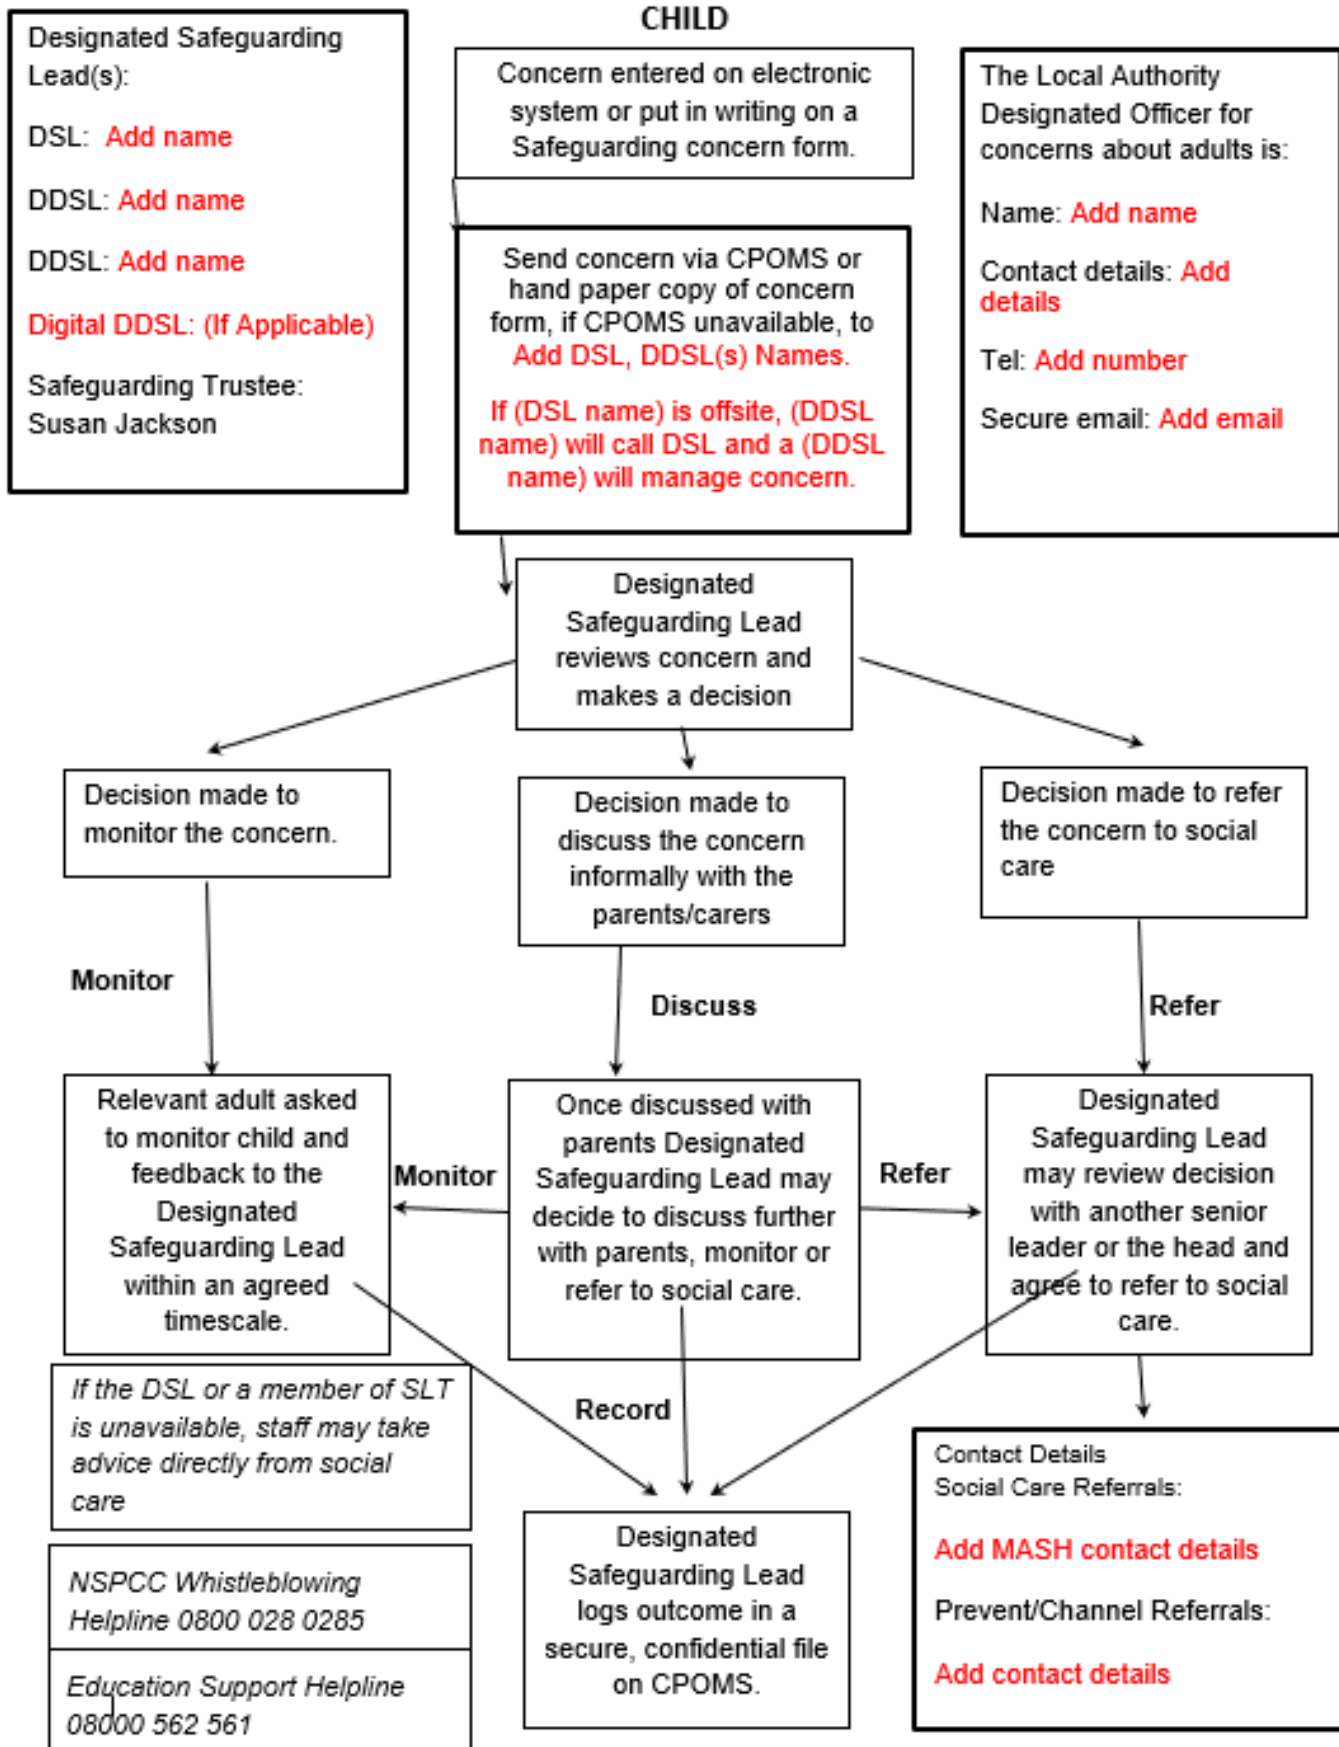 CHILD
Designated Safeguarding
Lead(s):
DSL: Add name
DDSL: Add name
DDSL: Add name
Digital DDSL: (If Applicable)
Safeguarding Trustee:
Susan Jackson
Concern entered on electronic
system or put in writing on a
Safeguarding concern form.
The Local Authority
Designated Officer for
concerns about adults is:
Name: Add name
Contact details: Add
details
Tel: Add number
Secure email: Add email
Send concern via CPOMS or
hand paper copy of concern
form, if CPOMS unavailable, to
Add DSL, DDSL(s) Names.
If (DSL name) is offsite, (DDSL
name) will call DSL and a (DDSL
name) will manage concern.
Designated
Safeguarding Lead
reviews concern and
makes a decision
Decision made to
monitor the concern.
Decision made to
discuss the concern
informally with the
parents/carers
Decision made to refer
the concern to social
care
Monitor
Discuss
Refer
Relevant adult asked
to monitor child and
feedback to the
Designated
Safeguarding Lead
within an agreed
timescale.
Monitor
Once discussed with
parents Designated
Safeguarding Lead may
decide to discuss further
with parents, monitor or
refer to social care.
Refer
Designated
Safeguarding Lead
may review decision
with another senior
leader or the head and
agree to refer to social
care.
If the DSL or a member of SLT
is unavailable, staff may take
advice directly from social
care
Record
NSPCC Whistleblowing
Helpline 0800 028 0285
Education Support Helpline
08000 562 561
Designated
Safeguarding Lead
logs outcome in a
secure, confidential file
on CPOMS.
Contact Details
Social Care Referrals:
Add MASH contact details
Prevent/Channel Referrals:
Add contact details